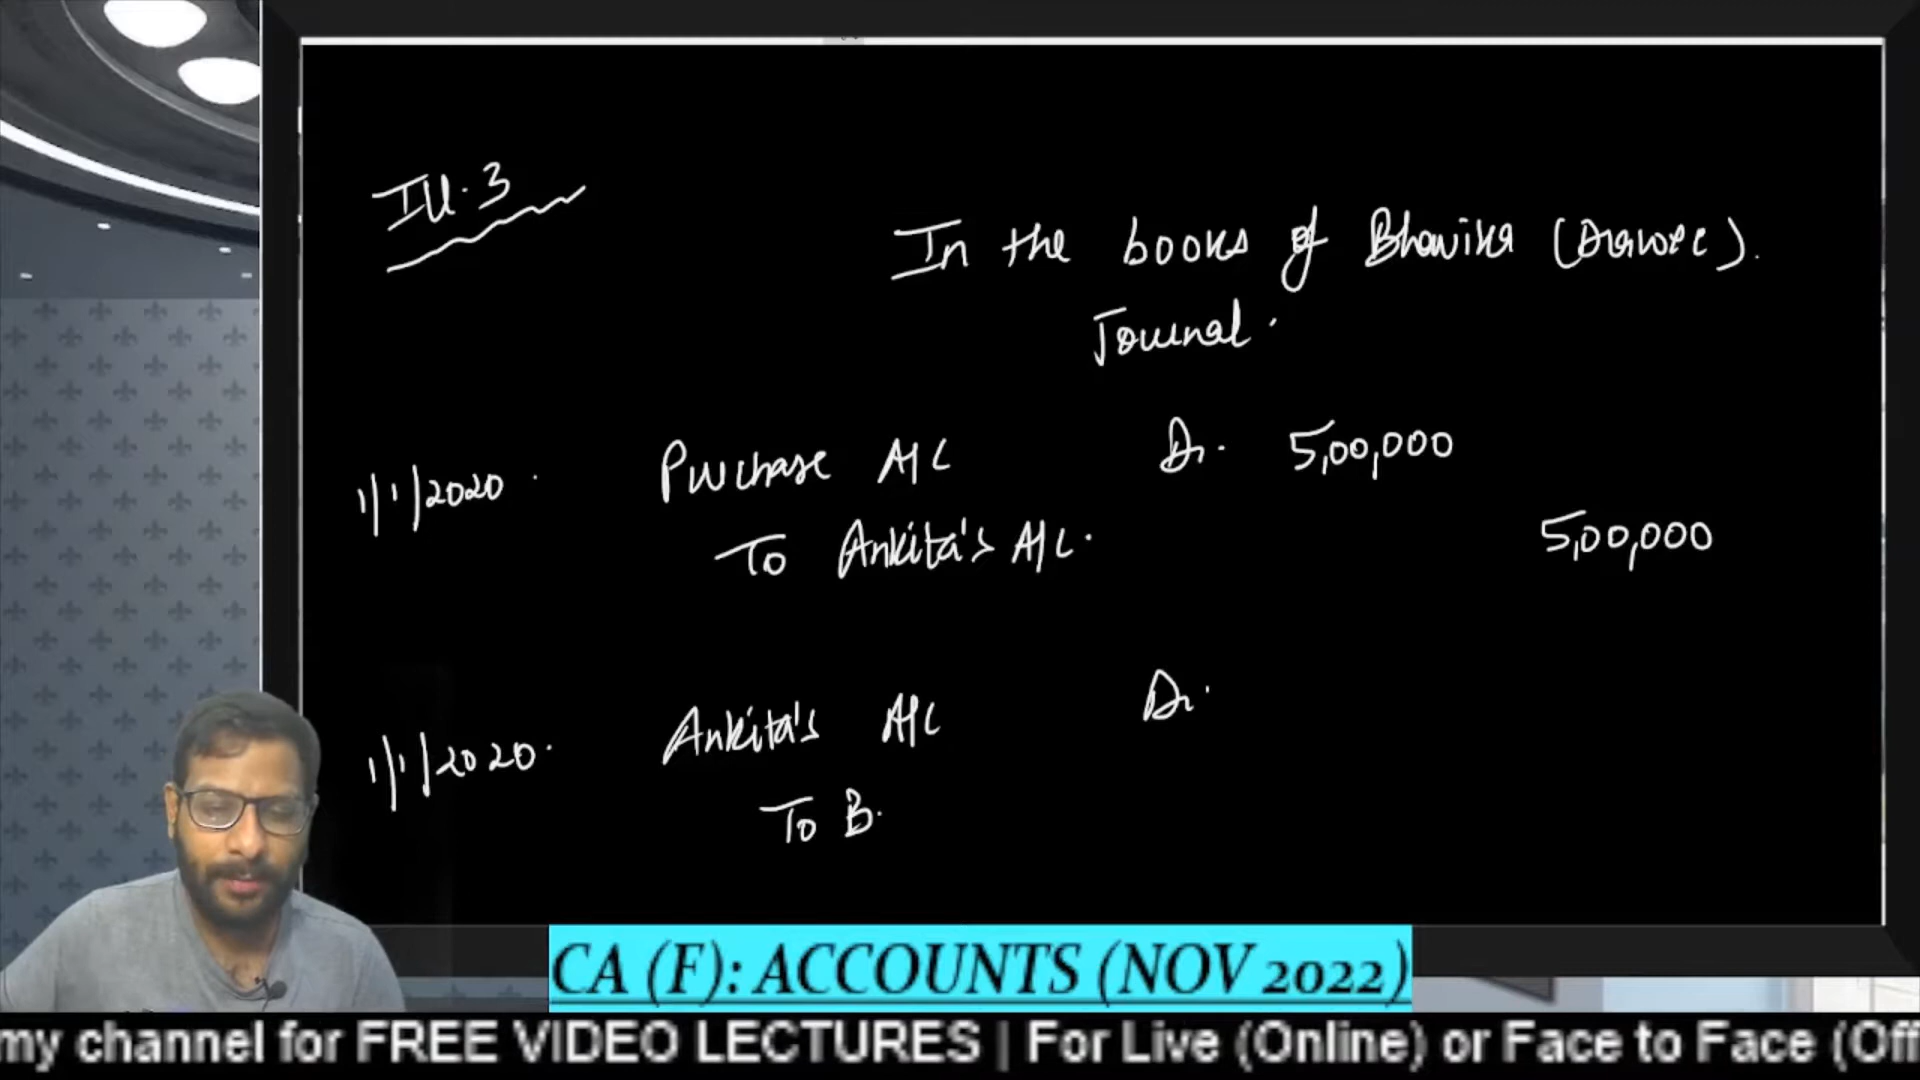 Ill. 3
In the books of Bhavika (Drawee).
Journal.
1/1/2020. Purchase A/C Dr. 5,00,000
To Ankita's A/C. 5,00,000
1/1/2020. Ankita's A/C Dr.
To B.
CA (F): ACCOUNTS (NOV 2022)
my channel for FREE VIDEO LECTURES | For Live (Online) or Face to Face (Off